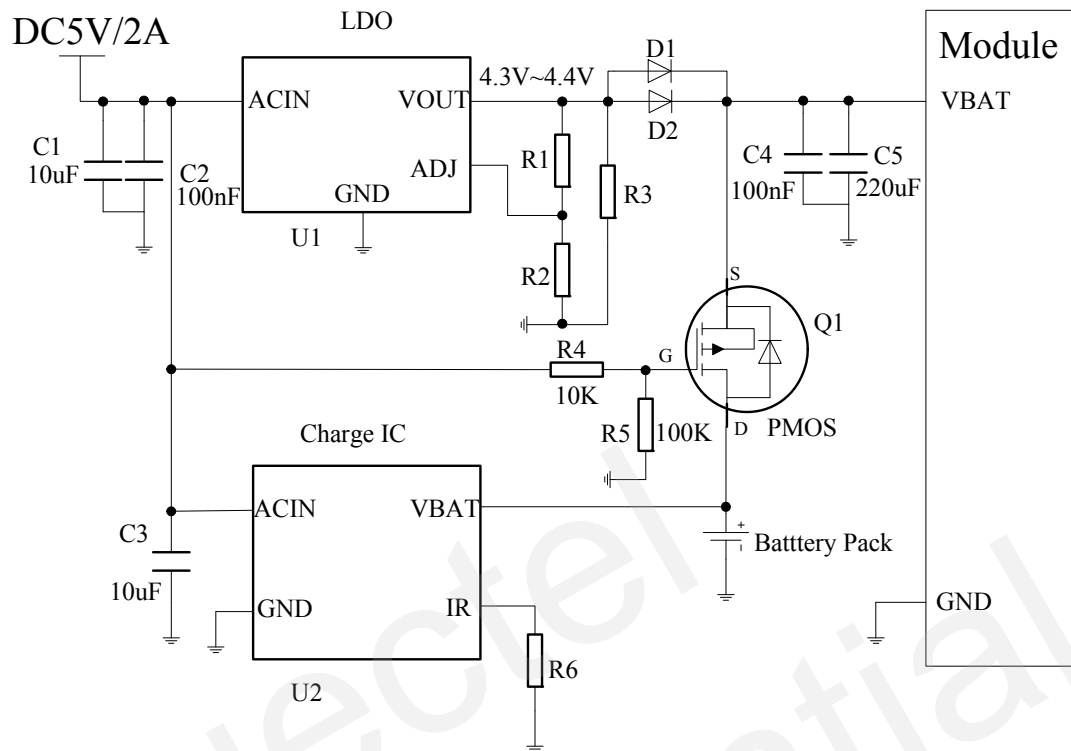 DC5V/2A
LDO
Module
D1
4.3V~4.4V
ACIN
VOUT
VBAT
D2
C1
10uF
C2
100nF
R1
ADJ
R3
C4
100nF
C5
220uF
GND
U1
R2
S
Q1
R4
G
10K
R5
100K
D
PMOS
Charge IC
ACIN
VBAT
C3
10uF
Batttery Pack
+
-
GND
IR
GND
U2
R6